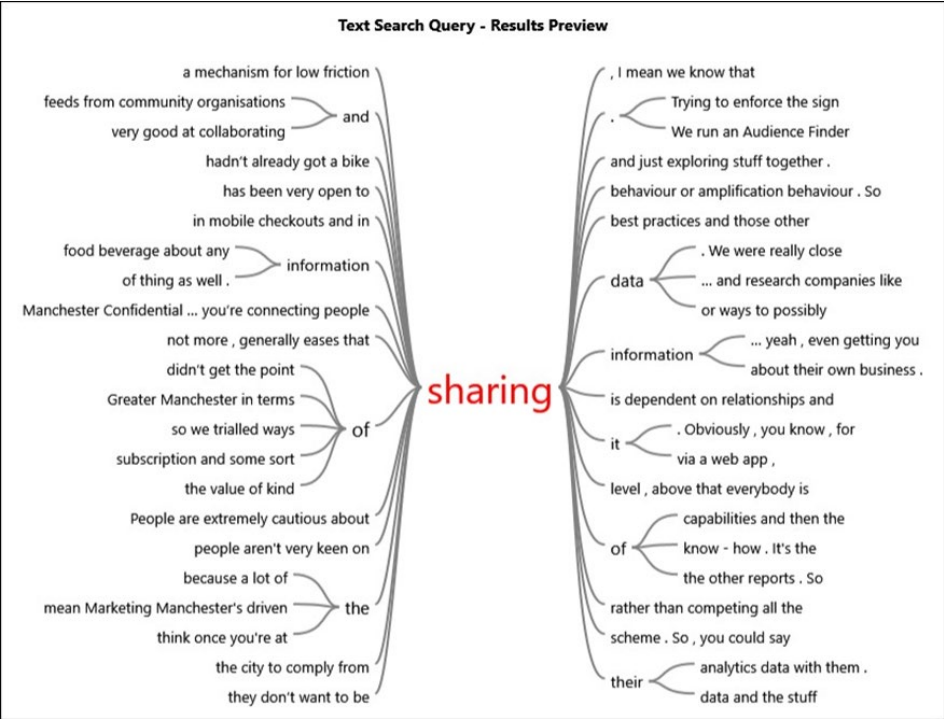 Text Search Query - Results Preview
a mechanism for low friction
feeds from community organisations
very good at collaborating
and
hadn't already got a bike
has been very open to
in mobile checkouts and in
food beverage about any
of thing as well .
information
Manchester Confidential ... you're connecting people
not more , generally eases that
didn't get the point
Greater Manchester in terms
so we trialled ways
subscription and some sort
the value of kind
of
People are extremely cautious about
people aren't very keen on
because a lot of
mean Marketing Manchester's driven
think once you're at
the
the city to comply from
they don't want to be
sharing
, I mean we know that
.
Trying to enforce the sign
We run an Audience Finder
and just exploring stuff together .
behaviour or amplification behaviour . So
best practices and those other
data
. We were really close
... and research companies like
or ways to possibly
information
... yeah , even getting you
about their own business .
is dependent on relationships and
it
. Obviously , you know , for
via a web app ,
level , above that everybody is
of
capabilities and then the
know - how . It's the
the other reports . So
rather than competing all the
scheme . So , you could say
their
analytics data with them .
data and the stuff